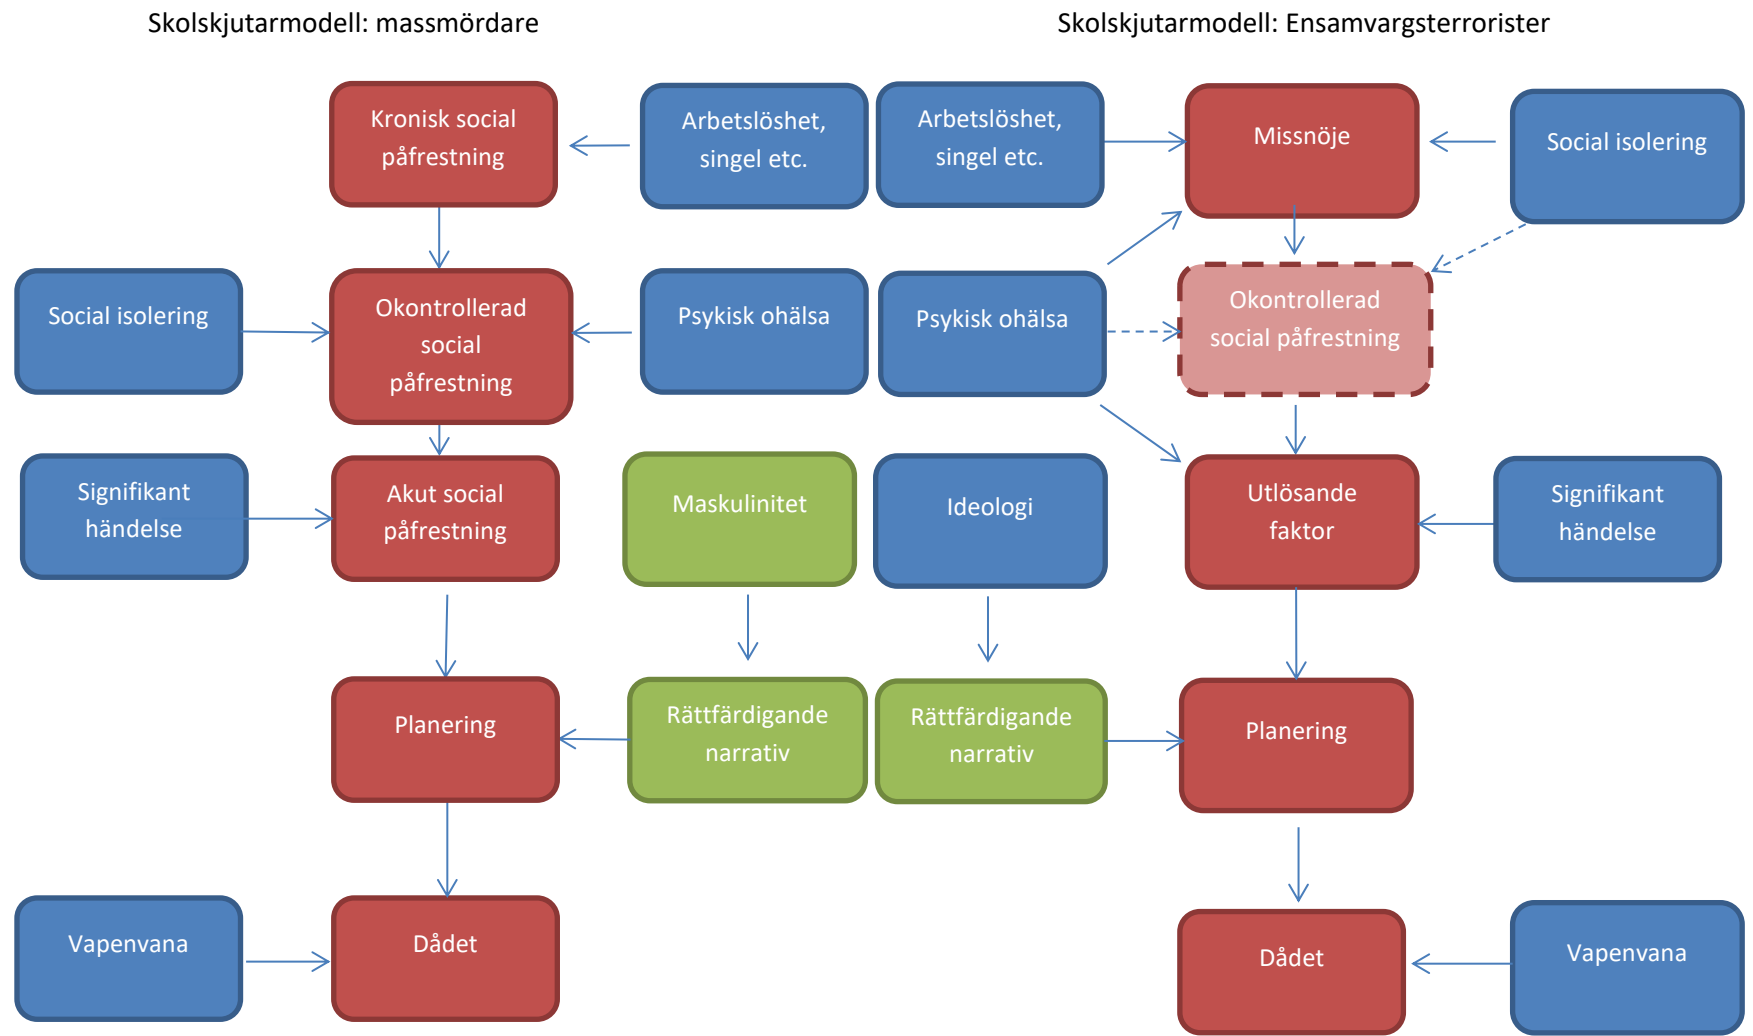 Skolskjutarmodell: massmördare
Skolskjutarmodell: Ensamvargsterrorister
Kronisk social
påfrestning
Arbetslöshet,
singel etc.
Arbetslöshet,
singel etc.
Missnöje
Social isolering
Social isolering
Okontrollerad
social
påfrestning
Psykisk ohälsa
Psykisk ohälsa
Okontrollerad
social påfrestning
Signifikant
händelse
Akut social
påfrestning
Maskulinitet
Ideologi
Utlösande
faktor
Signifikant
händelse
Planering
Rättfärdigande
narrativ
Rättfärdigande
narrativ
Planering
Vapenvana
Dådet
Dådet
Vapenvana